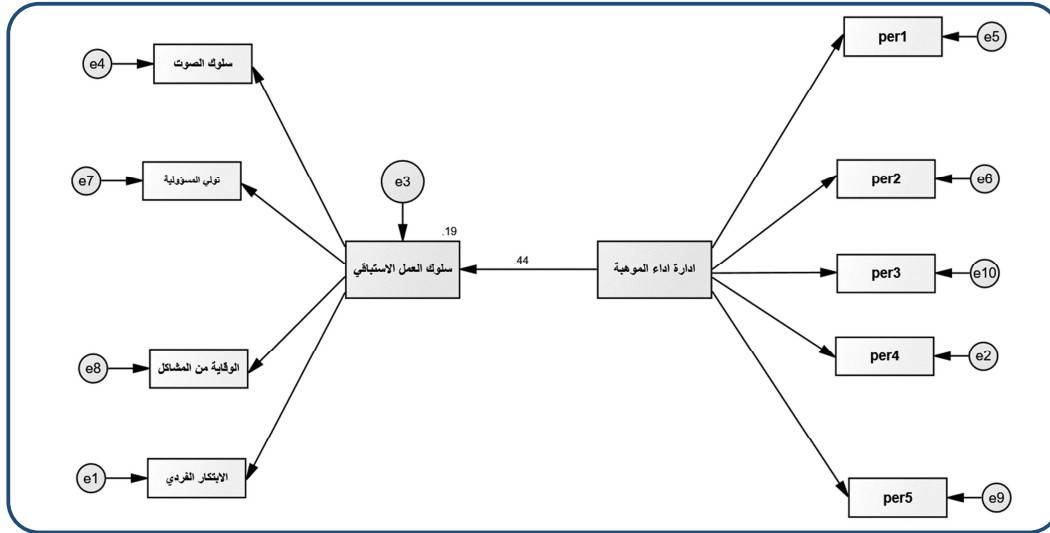 e4
سلوك الصوت
per1
e5
e7
تولي المسؤولية
e3
per2
e6
.19
سلوك العمل الاستباقي
.44
ادارة اداء الموهبة
per3
e10
e8
الوقاية من المشاكل
per4
e2
e1
الابتكار الفردي
per5
e9